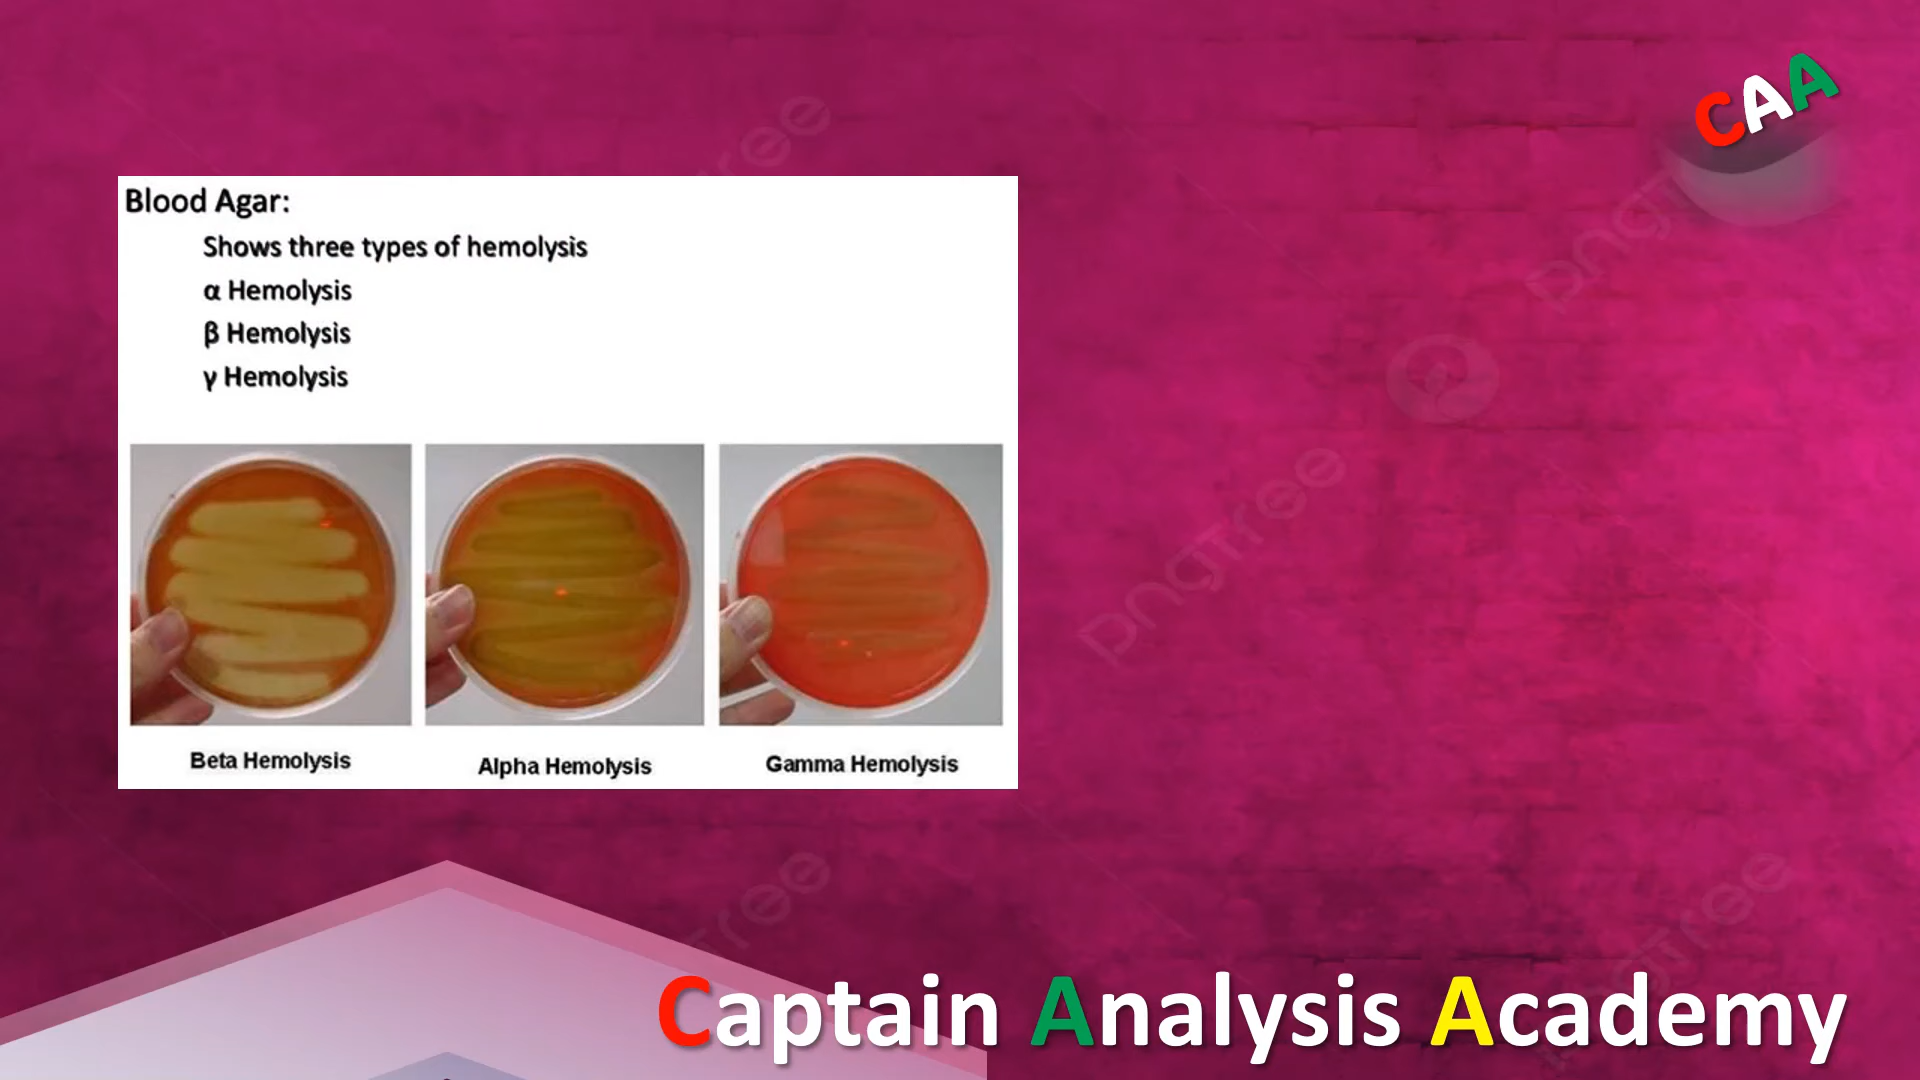 CAA
Blood Agar:
Shows three types of hemolysis
α Hemolysis
β Hemolysis
γ Hemolysis
Beta Hemolysis
Alpha Hemolysis
Gamma Hemolysis
Captain Analysis Academy
pngtree